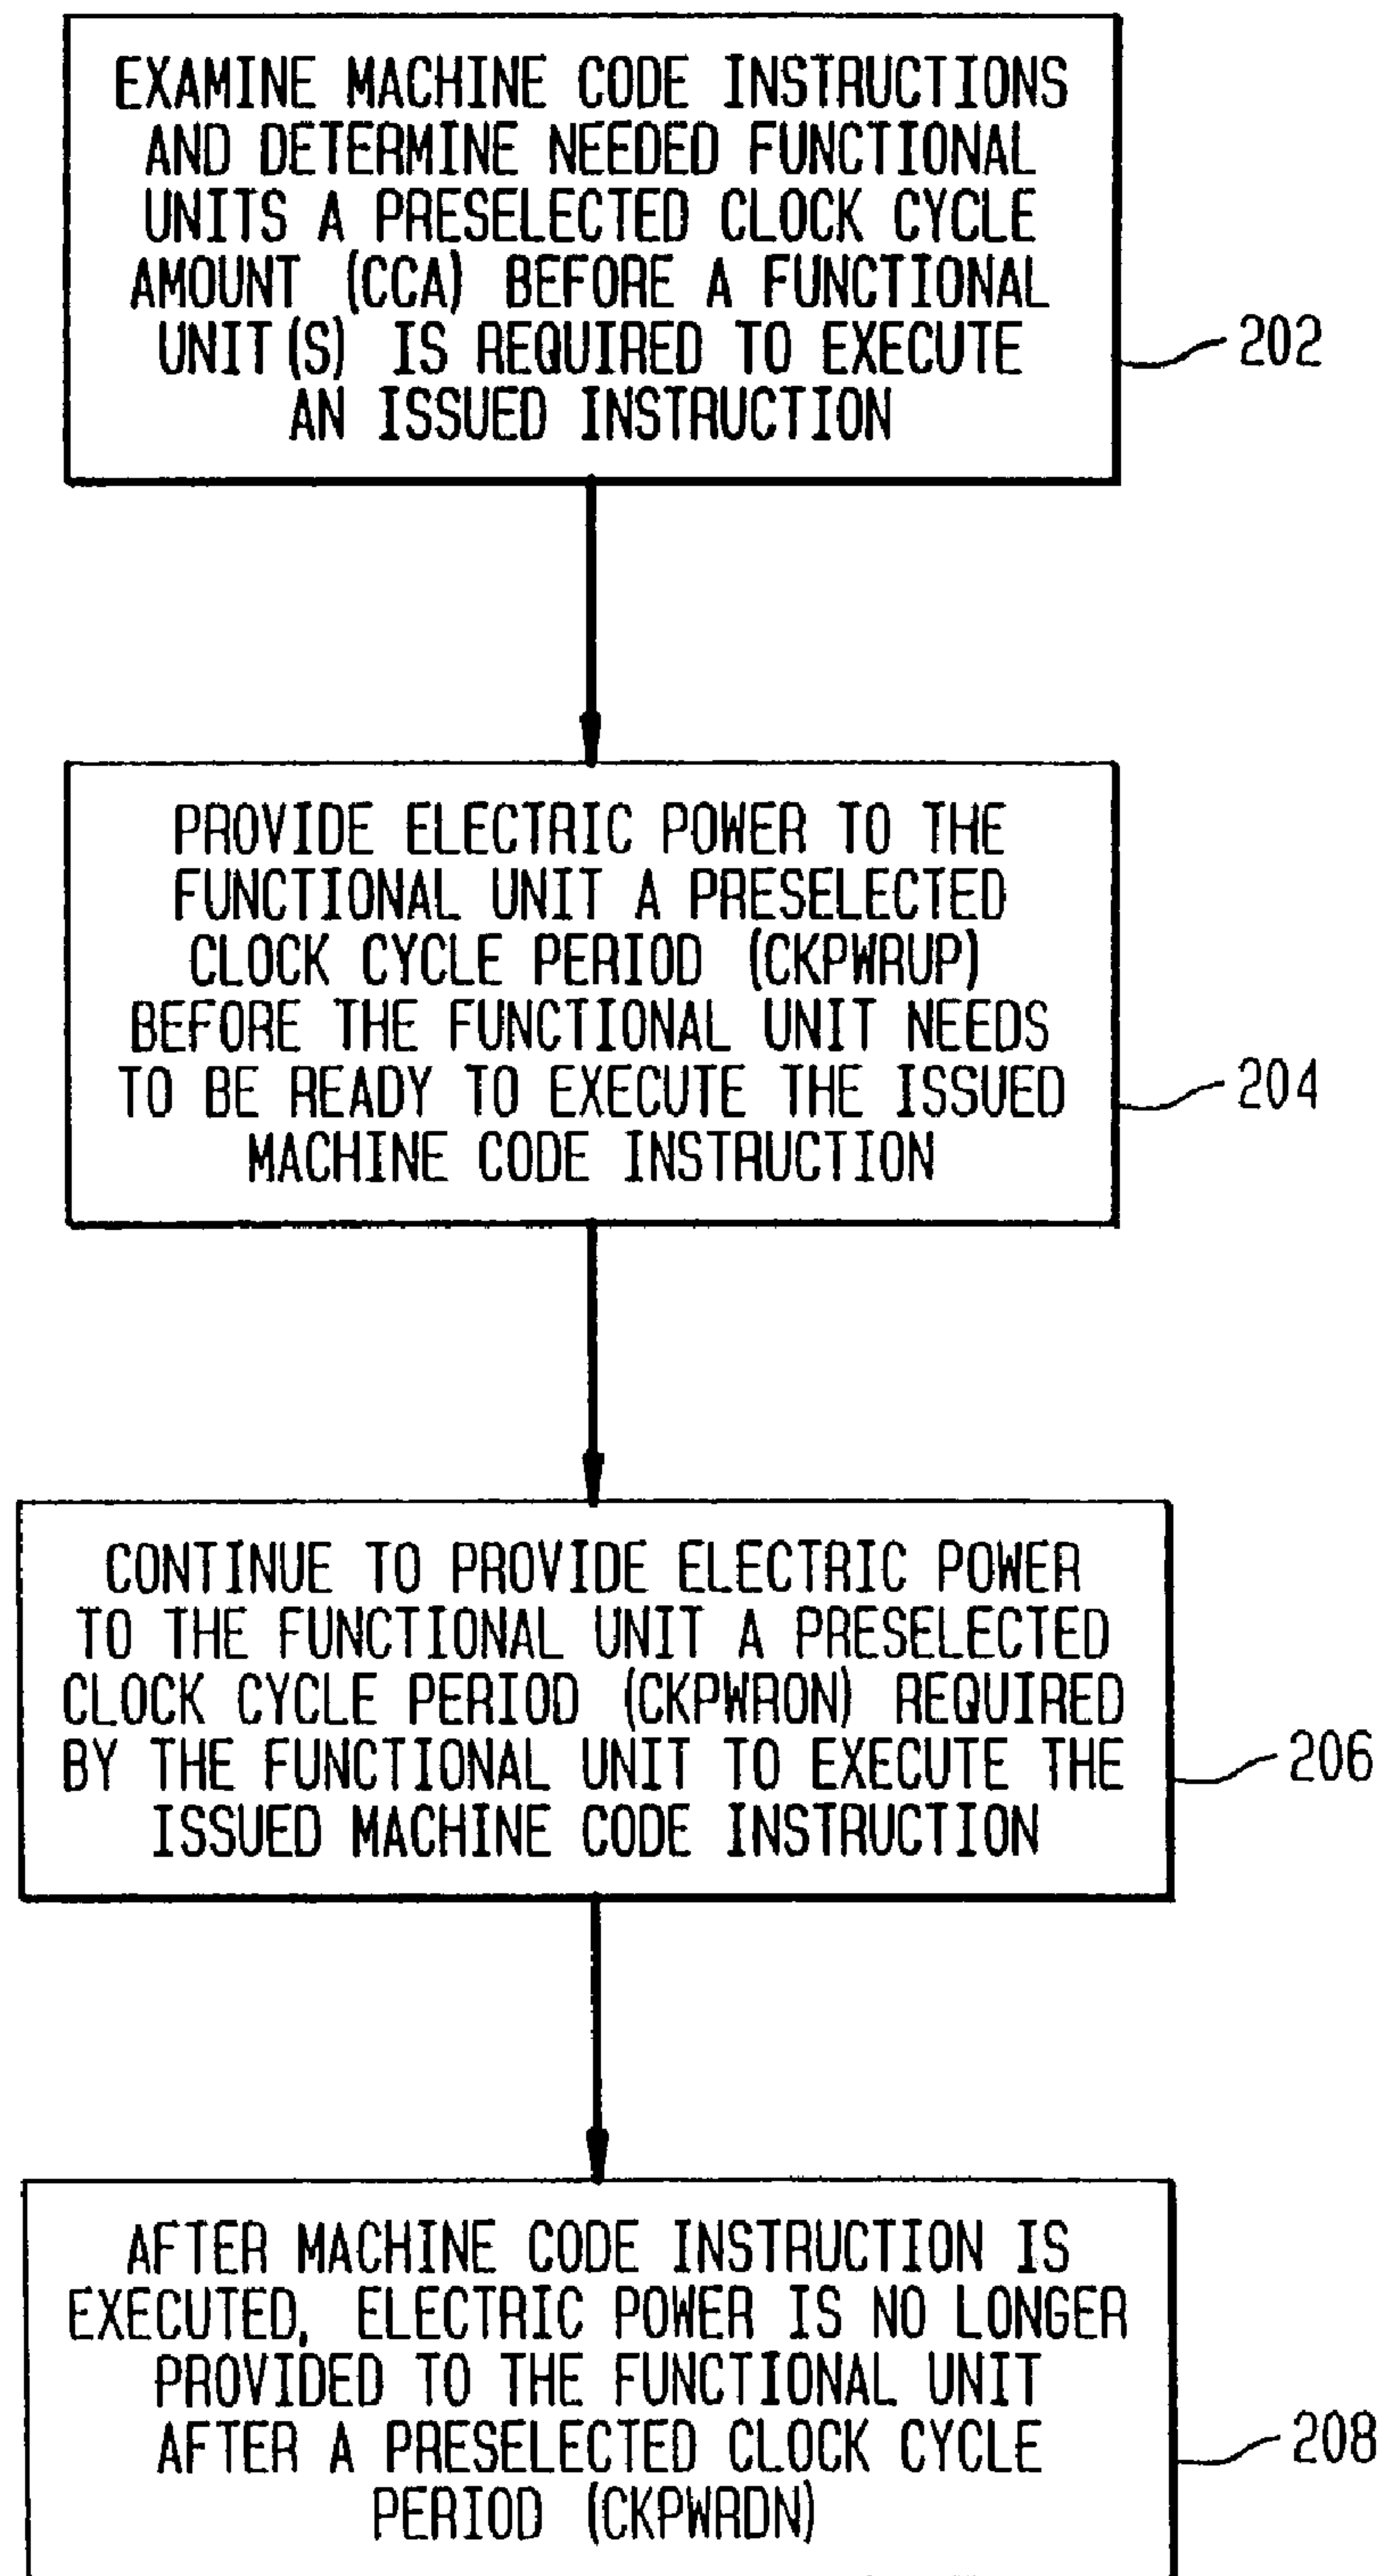 EXAMINE MACHINE CODE INSTRUCTIONS
AND DETERMINE NEEDED FUNCTIONAL
UNITS A PRESELECTED CLOCK CYCLE
AMOUNT (CCA) BEFORE A FUNCTIONAL
UNIT(S) IS REQUIRED TO EXECUTE
AN ISSUED INSTRUCTION
202
PROVIDE ELECTRIC POWER TO THE
FUNCTIONAL UNIT A PRESELECTED
CLOCK CYCLE PERIOD (CKPWRUP)
BEFORE THE FUNCTIONAL UNIT NEEDS
TO BE READY TO EXECUTE THE ISSUED
MACHINE CODE INSTRUCTION
204
CONTINUE TO PROVIDE ELECTRIC POWER
TO THE FUNCTIONAL UNIT A PRESELECTED
CLOCK CYCLE PERIOD (CKPWRON) REQUIRED
BY THE FUNCTIONAL UNIT TO EXECUTE THE
ISSUED MACHINE CODE INSTRUCTION
206
AFTER MACHINE CODE INSTRUCTION IS
EXECUTED, ELECTRIC POWER IS NO LONGER
PROVIDED TO THE FUNCTIONAL UNIT
AFTER A PRESELECTED CLOCK CYCLE
PERIOD (CKPWRDN)
208